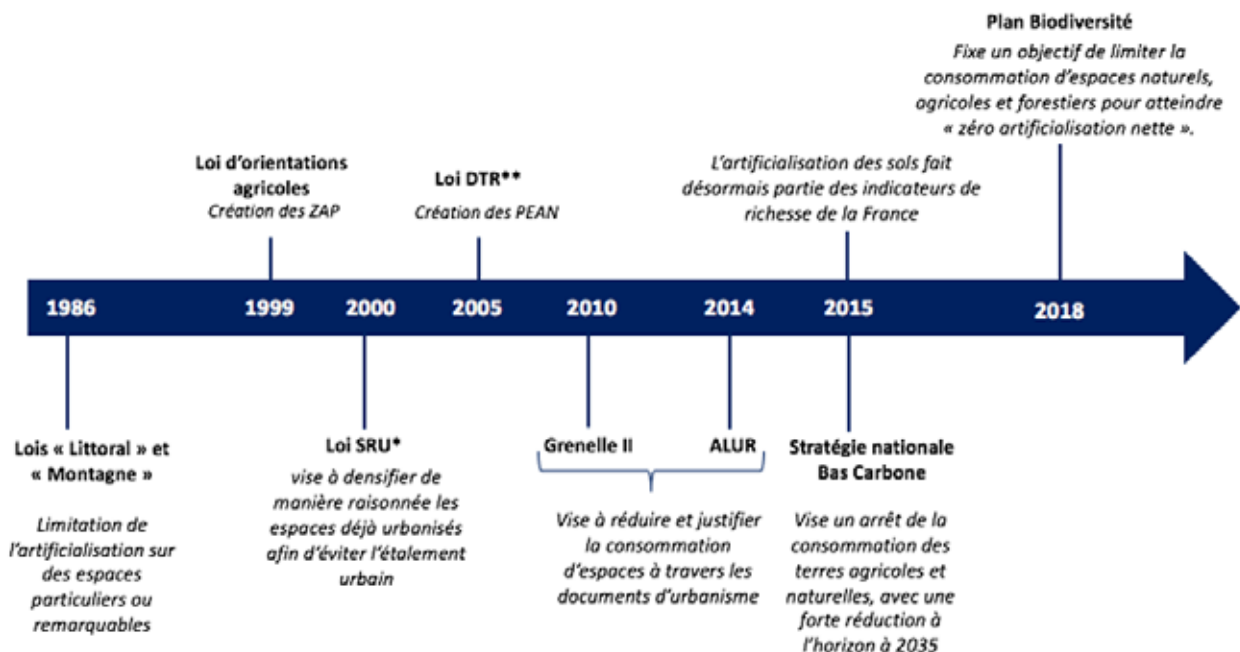 Plan Biodiversité
Fixe un objectif de limiter la
consommation d'espaces naturels,
agricoles et forestiers pour atteindre
« zéro artificialisation nette ».
Loi d'orientations
agricoles
Création des ZAP
Loi DTR**
Création des PEAN
L'artificialisation des sols fait
désormais partie des indicateurs de
richesse de la France
1986 1999 2000 2005 2010 2014 2015 2018
Lois « Littoral » et
« Montagne »
Limitation de
l'artificialisation sur
des espaces
particuliers ou
remarquables
Loi SRU*
vise à densifier de
manière raisonnée les
espaces déjà urbanisés
afin d'éviter l'étalement
urbain
Grenelle II ALUR
Vise à réduire et justifier
la consommation
d'espaces à travers les
documents d'urbanisme
Stratégie nationale
Bas Carbone
Vise un arrêt de la
consommation des
terres agricoles et
naturelles, avec une
forte réduction à
l'horizon à 2035